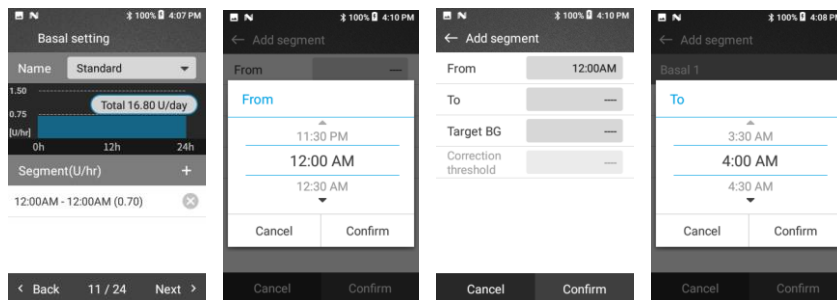 100% 4:07 PM
Basal setting
Name Standard
1.50
Total 16.80 U/day
0.75
[U/hr]
0h 12h 24h
Segment(U/hr) +
12:00AM - 12:00AM (0.70)
< Back 11 / 24 Next >
100% 4:10 PM
← Add segment
From ----
From
11:30 PM
12:00 AM
12:30 AM
Cancel Confirm
Cancel Confirm
100% 4:10 PM
← Add segment
From 12:00AM
To ----
Target BG ----
Correction
threshold ----
Cancel Confirm
100% 4:08 PM
← Add segment
Basal 1
To
3:30 AM
4:00 AM
4:30 AM
Cancel Confirm
Cancel Confirm